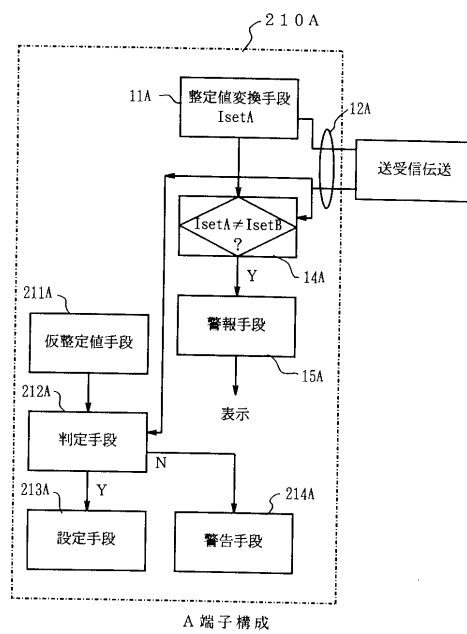 210A
11A
整定値変換手段
IsetA
12A
送受信伝送
IsetA≠IsetB
?
14A
Y
211A
仮整定値手段
警報手段
15A
212A
表示
判定手段
N
213A
Y
214A
設定手段
警告手段
A端子構成